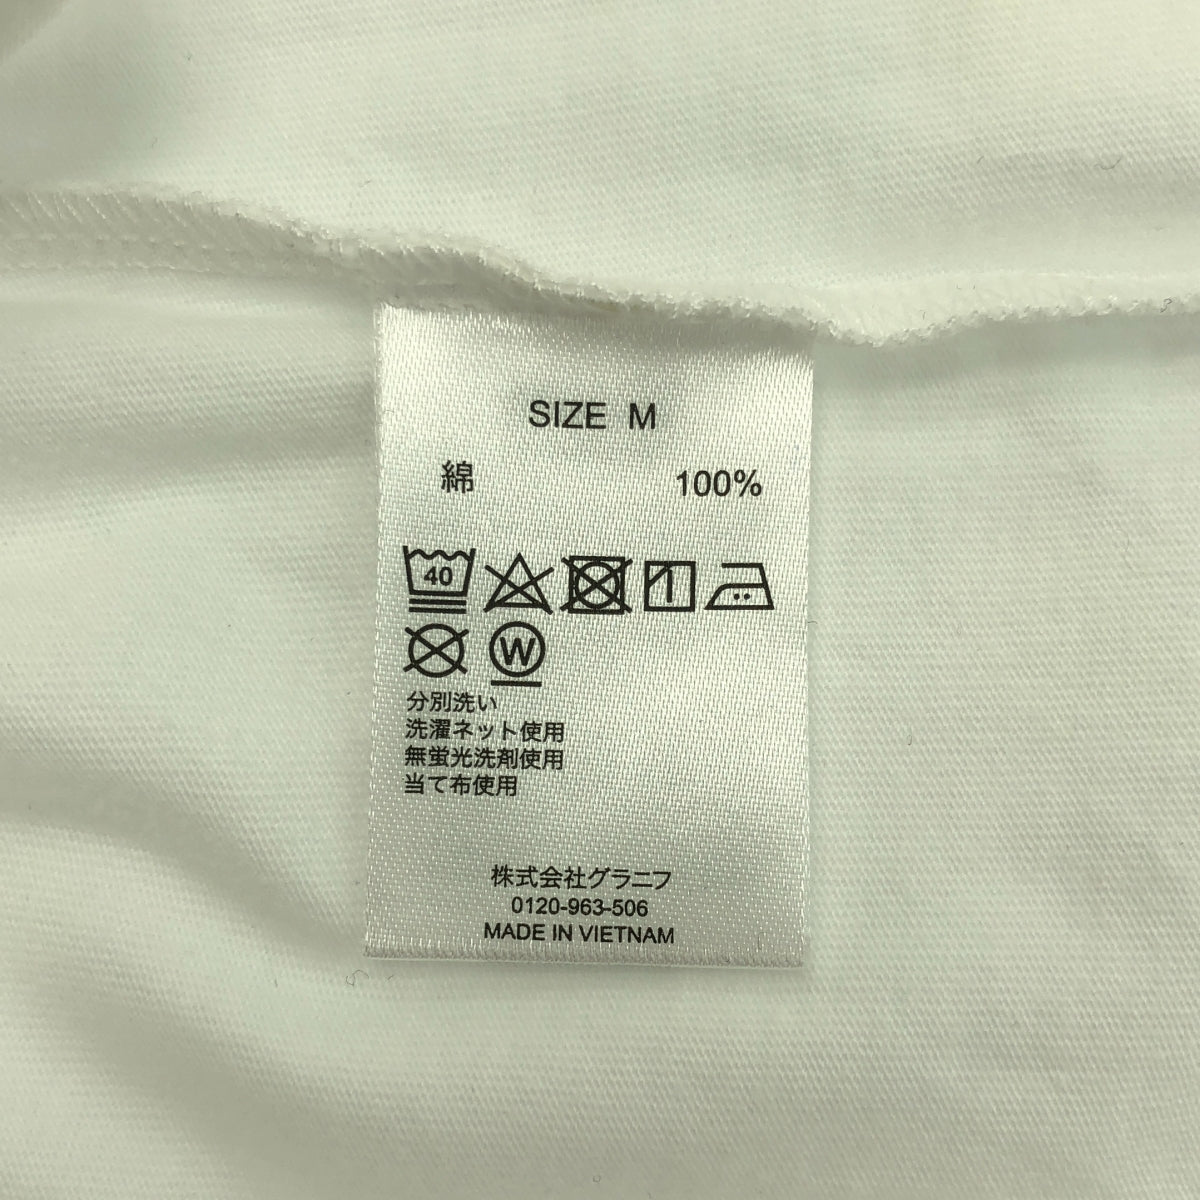 SIZE M
綿 100%
40
W
分別洗い
洗濯ネット使用
無蛍光洗剤使用
当て布使用
株式会社グラニフ
0120-963-506
MADE IN VIETNAM